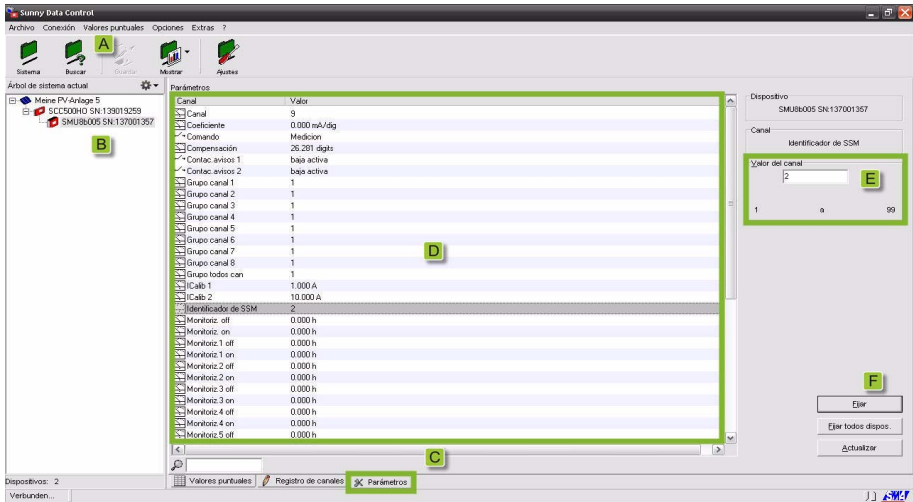 Sunny Data Control
Archivo Conexión Valores puntuales Opciones Extras ?
A
Sistema Buscar Guardar Mostrar Ajustes
Árbol de sistema actual
Meine PV-Anlage 5
SCC500HO SN:139019259
SMU8b005 SN:137001357
B
Parámetros
Canal Valor
Canal 9
Coeficiente 0.000 mA/dig
Comando Medicion
Compensación 26.281 digits
Contac.avisos 1 baja activa
Contac.avisos 2 baja activa
Grupo canal 1 1
Grupo canal 2 1
Grupo canal 3 1
Grupo canal 4 1
Grupo canal 5 1
Grupo canal 6 1
Grupo canal 7 1
Grupo canal 8 1
Grupo todos can 1
ICalib 1 1.000 A
ICalib 2 10.000 A
Identificador de SSM 2
Monitoriz. off 0.000 h
Monitoriz. on 0.000 h
Monitoriz.1 off 0.000 h
Monitoriz.1 on 0.000 h
Monitoriz.2 off 0.000 h
Monitoriz.2 on 0.000 h
Monitoriz.3 off 0.000 h
Monitoriz.3 on 0.000 h
Monitoriz.4 off 0.000 h
Monitoriz.4 on 0.000 h
Monitoriz.5 off 0.000 h
D
C
Valores puntuales Registro de canales Parámetros
Dispositivo
SMU8b005 SN:137001357
Canal
Identificador de SSM
Valor del canal
2
E
1 a 99
F
Fijar
Fijar todos dispos.
Actualizar
Dispositivos: 2
Verbunden...
SMA